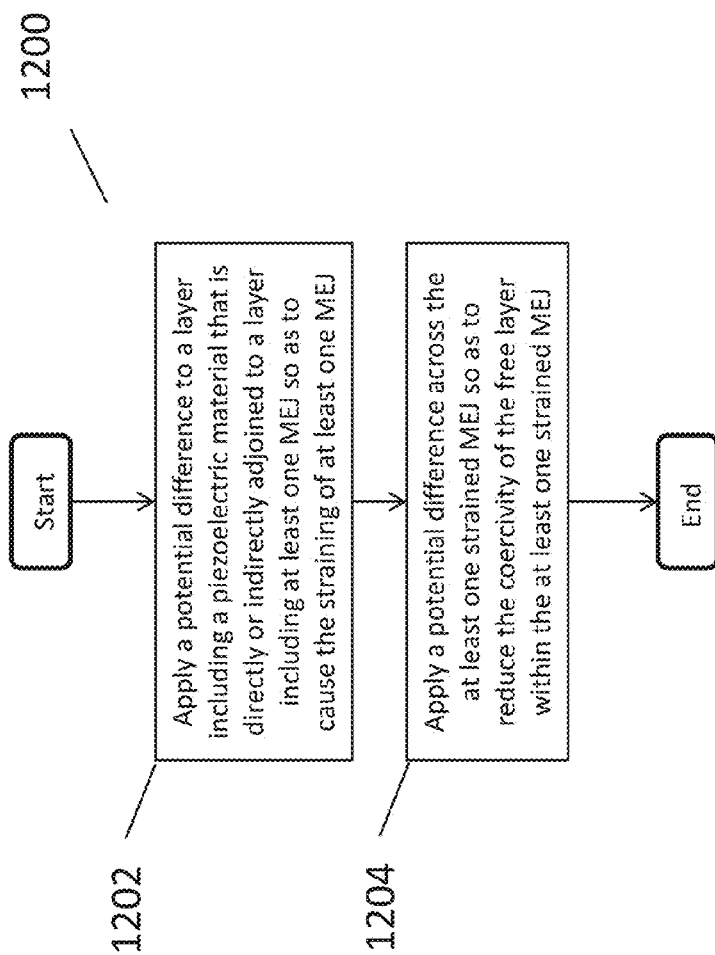 1200
Start
1202
Apply a potential difference to a layer
including a piezoelectric material that is
directly or indirectly adjoined to a layer
including at least one MEJ so as to
cause the straining of at least one MEJ
1204
Apply a potential difference across the
at least one strained MEJ so as to
reduce the coercivity of the free layer
within the at least one strained MEJ
End